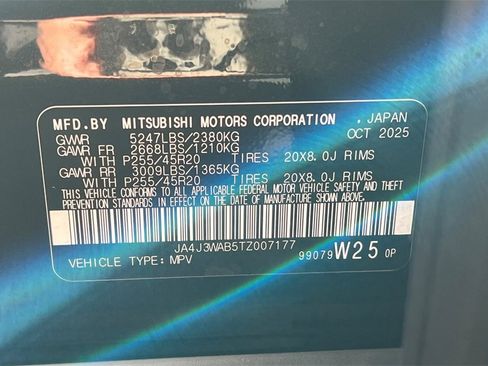 MFD.BY MITSUBISHI MOTORS CORPORATION , JAPAN
GVWR 5247LBS/2380KG OCT 2025
GAWR FR 2668LBS/1210KG
WITH P255/45R20 TIRES 20X8.0J RIMS
GAWR RR 3009LBS/1365KG
WITH P255/45R20 TIRES 20X8.0J RIMS
THIS VEHICLE CONFORMS TO ALL APPLICABLE FEDERAL MOTOR VEHICLE SAFETY AND THEFT
PREVENTION STANDARDS IN EFFECT ON THE DATE OF MANUFACTURE SHOWN ABOVE.
JA4J3WAB5TZ007177
VEHICLE TYPE: MPV 99079 W25 0P